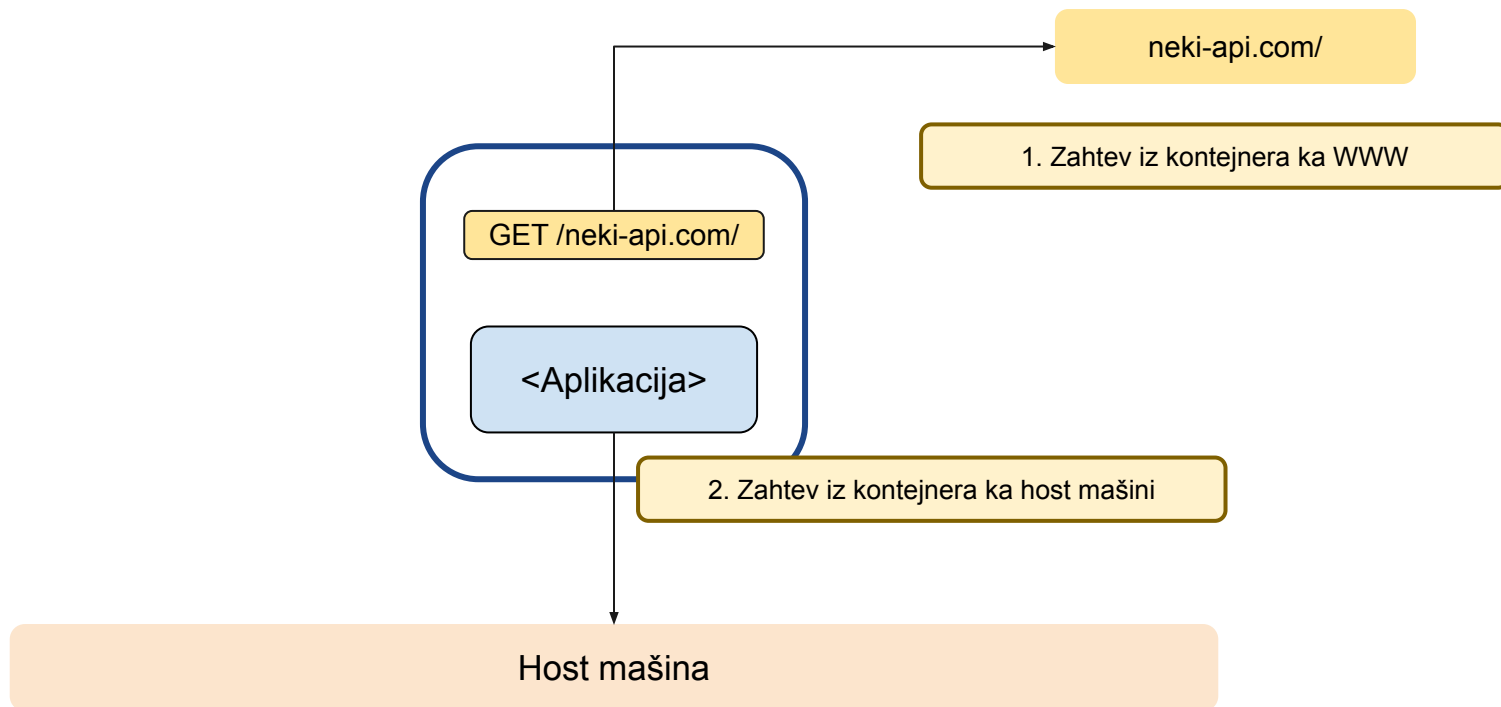 neki-api.com/
1. Zahtev iz kontejnera ka WWW
GET /neki-api.com/
<Aplikacija>
2. Zahtev iz kontejnera ka host mašini
Host mašina